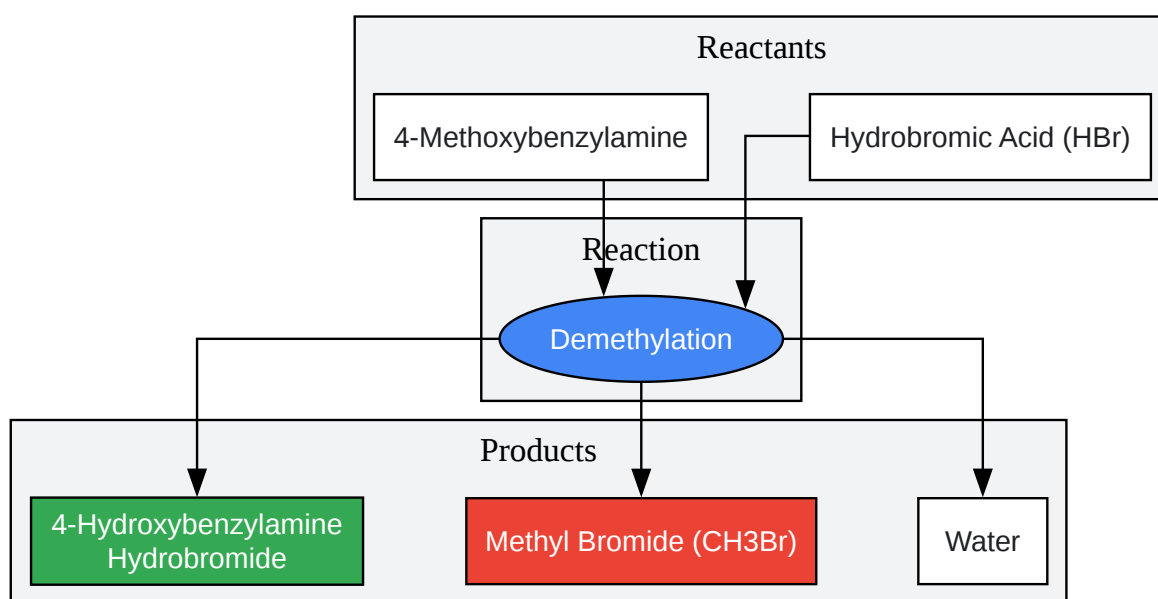 Reactants
4-Methoxybenzylamine
Hydrobromic Acid (HBr)
Reaction
Demethylation
Products
4-Hydroxybenzylamine
Hydrobromide
Methyl Bromide (CH3Br)
Water